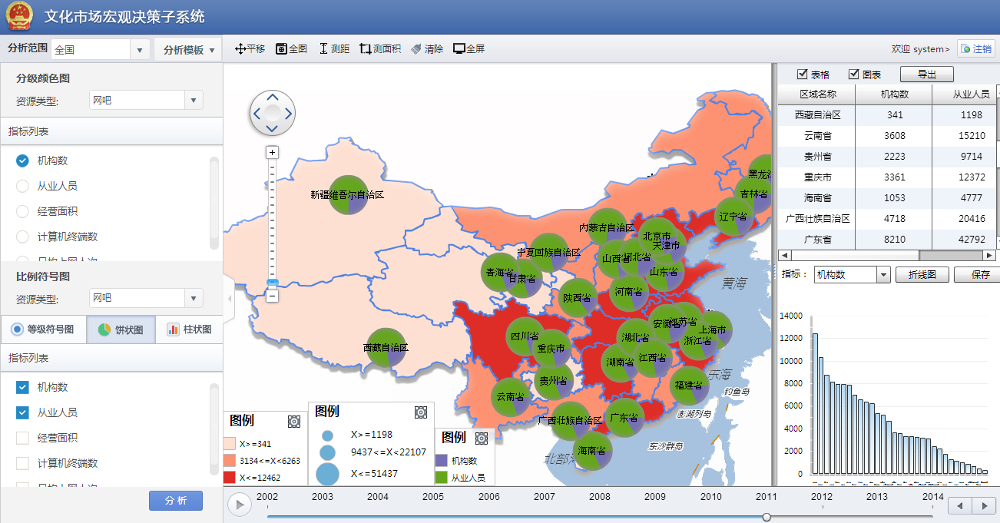 文化市场宏观决策子系统
分析范围 全国 分析模板 平移 全图 测距 测面积 清除 全屏 欢迎 system> 注销
分级颜色图
资源类型: 网吧
指标列表
机构数
从业人员
经营面积
计算机终端数
比例符号图
资源类型: 网吧
等级符号图 饼状图 柱状图
指标列表
机构数
从业人员
经营面积
计算机终端数
分 析
新疆维吾尔自治区
西藏自治区
青海省
甘肃省
宁夏回族自治区
内蒙古自治区
吉林省
辽宁省
北京市
天津市
山西省
河北省
山东省
河南省
陕西省
四川省
重庆市
湖北省
安徽省
江苏省
上海市
浙江省
湖南省
江西省
贵州省
云南省
福建省
广西壮族自治区
广东省
海南省
黄海
东海
钓鱼岛
澎湖列岛
东沙群岛
图例
X>=341
3134<=X<6263
X<=12462
图例
X>=1198
9437<=X<22107
X<=51437
图例
机构数
从业人员
表格 图表 导出
区域名称 机构数 从业人员
西藏自治区 341 1198
云南省 3608 15210
贵州省 2223 9714
重庆市 3361 12372
海南省 1053 4777
广西壮族自治区 4718 20416
广东省 8210 42792
指标： 机构数 折线图 保存
14000
12000
10000
8000
6000
4000
2000
0
2002 2003 2004 2005 2006 2007 2008 2009 2010 2011 2012 2013 2014